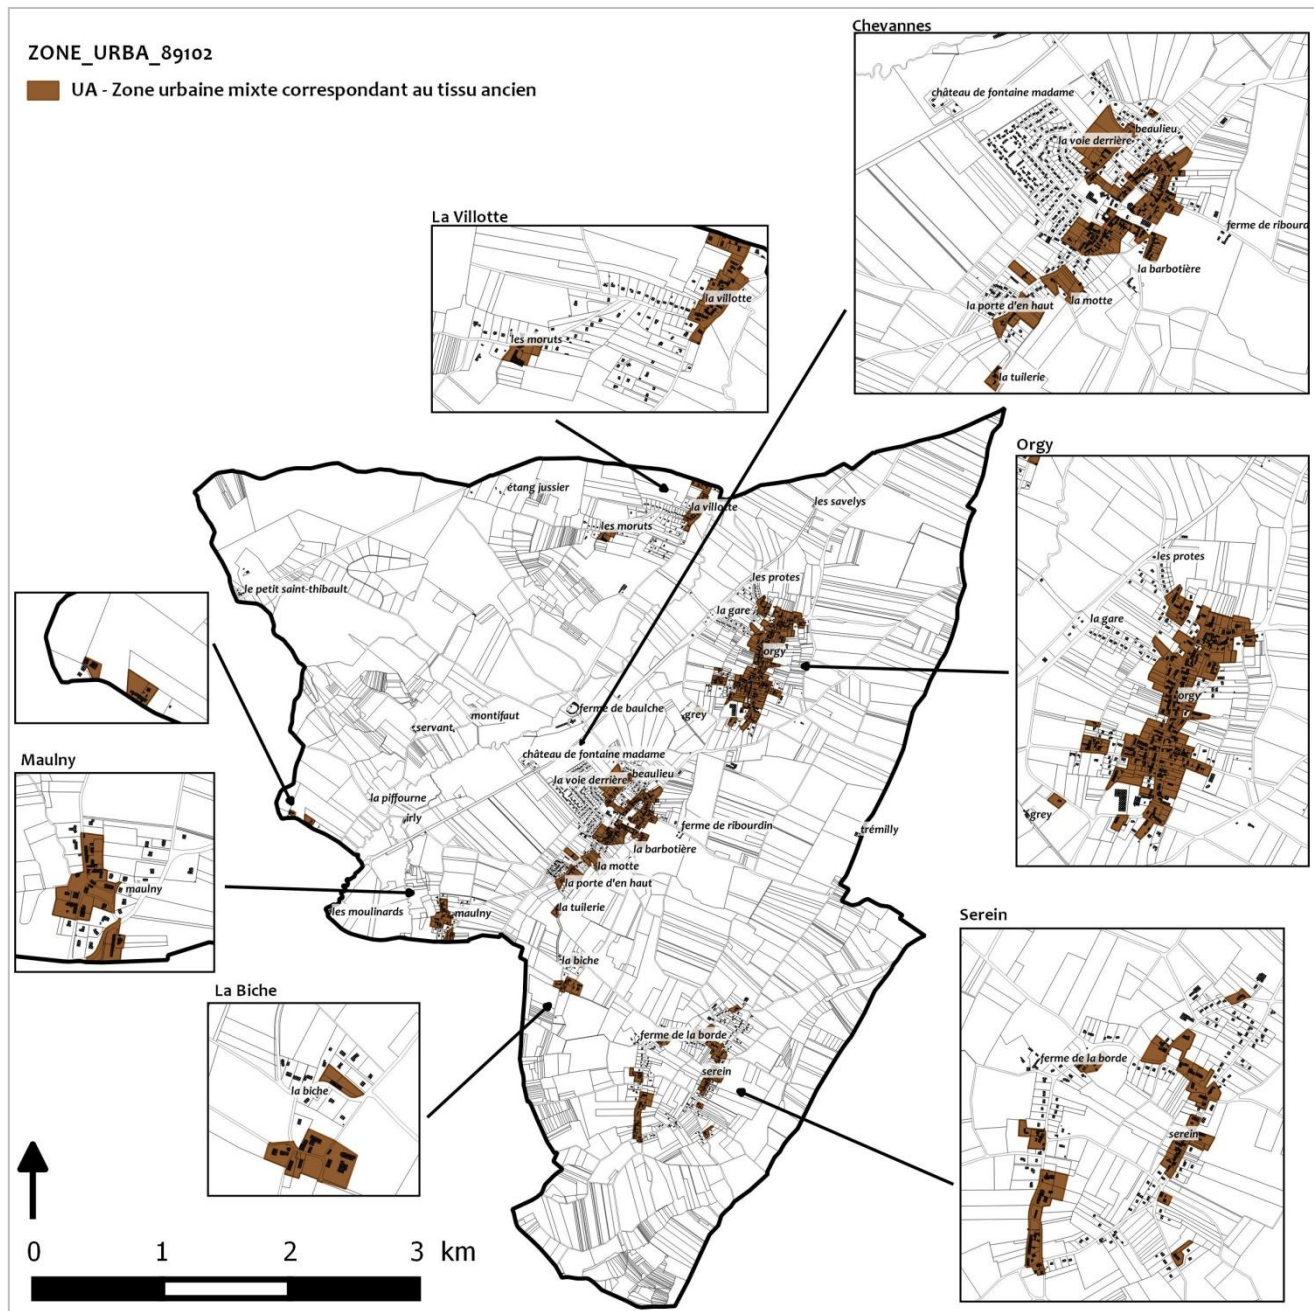 ZONE_URBA_89102
UA - Zone urbaine mixte correspondant au tissu ancien
Chevannes
château de fontaine madame
beaulieu
la voie derrière
ferme de ribourd
la barbotière
la motte
la porte d'en haut
la tuilerie
La Villotte
la villotte
les moruts
Orgy
les protes
la gare
orgy
grey
étang jussier
les savelys
la villotte
les moruts
le petit saint-thibault
les protes
la gare
orgy
ferme de baulche
grey
montifaut
servant
château de fontaine madame
la voie derrière
beaulieu
la piffourne
irly
ferme de ribourdin
trémilly
la barbotière
la motte
la porte d'en haut
la tuilerie
les moulinards
maulny
la biche
ferme de la borde
serein
Maulny
maulny
La Biche
la biche
Serein
ferme de la borde
serein
0 1 2 3 km